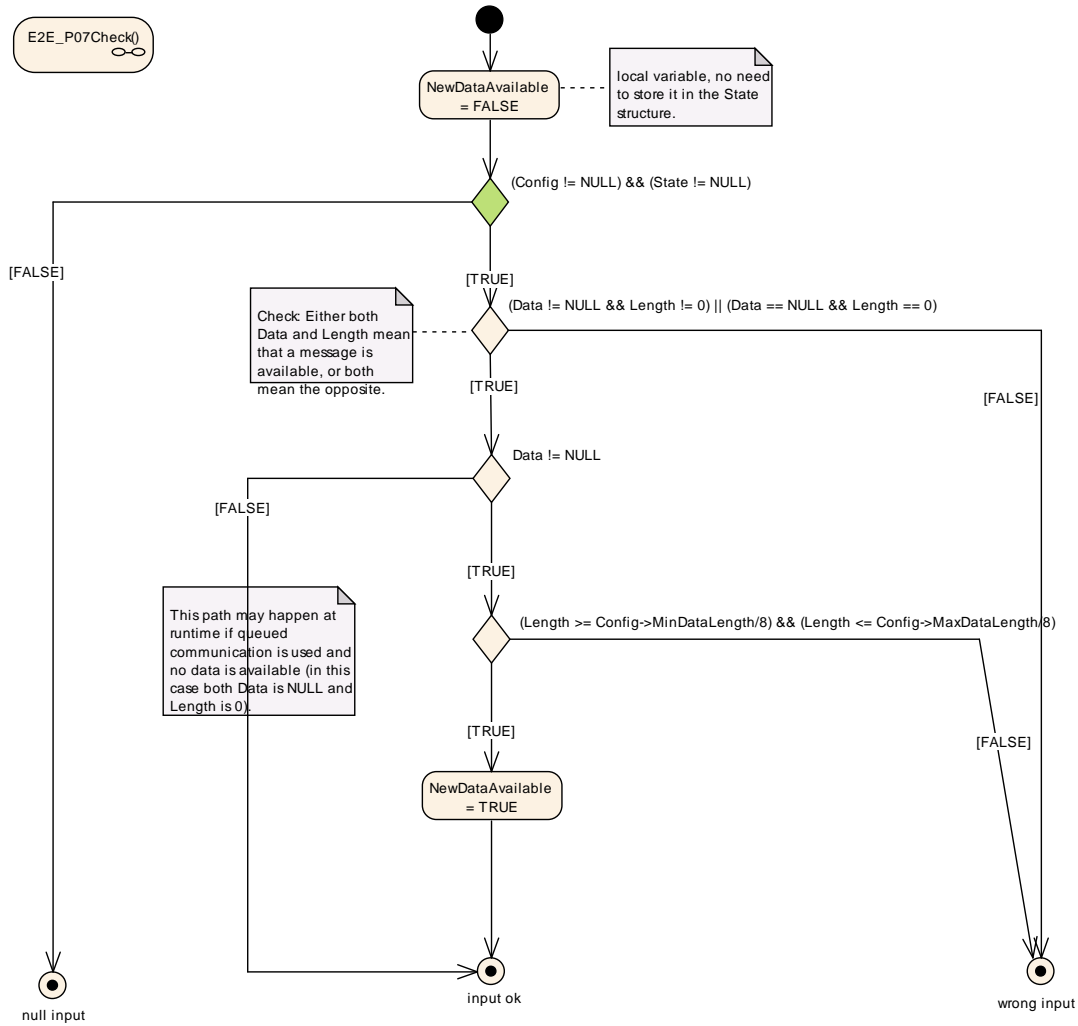 E2E_P07Check()
NewDataAvailable
= FALSE
local variable, no need
to store it in the State
structure.
(Config != NULL) && (State != NULL)
[FALSE]
[TRUE]
Check: Either both
Data and Length mean
that a message is
available, or both
mean the opposite.
(Data != NULL && Length != 0) || (Data == NULL && Length == 0)
[TRUE]
[FALSE]
Data != NULL
[FALSE]
[TRUE]
This path may happen at
runtime if queued
communication is used and
no data is available (in this
case both Data is NULL and
Length is 0).
(Length >= Config->MinDataLength/8) && (Length <= Config->MaxDataLength/8)
[TRUE]
[FALSE]
NewDataAvailable
= TRUE
null input
input ok
wrong input